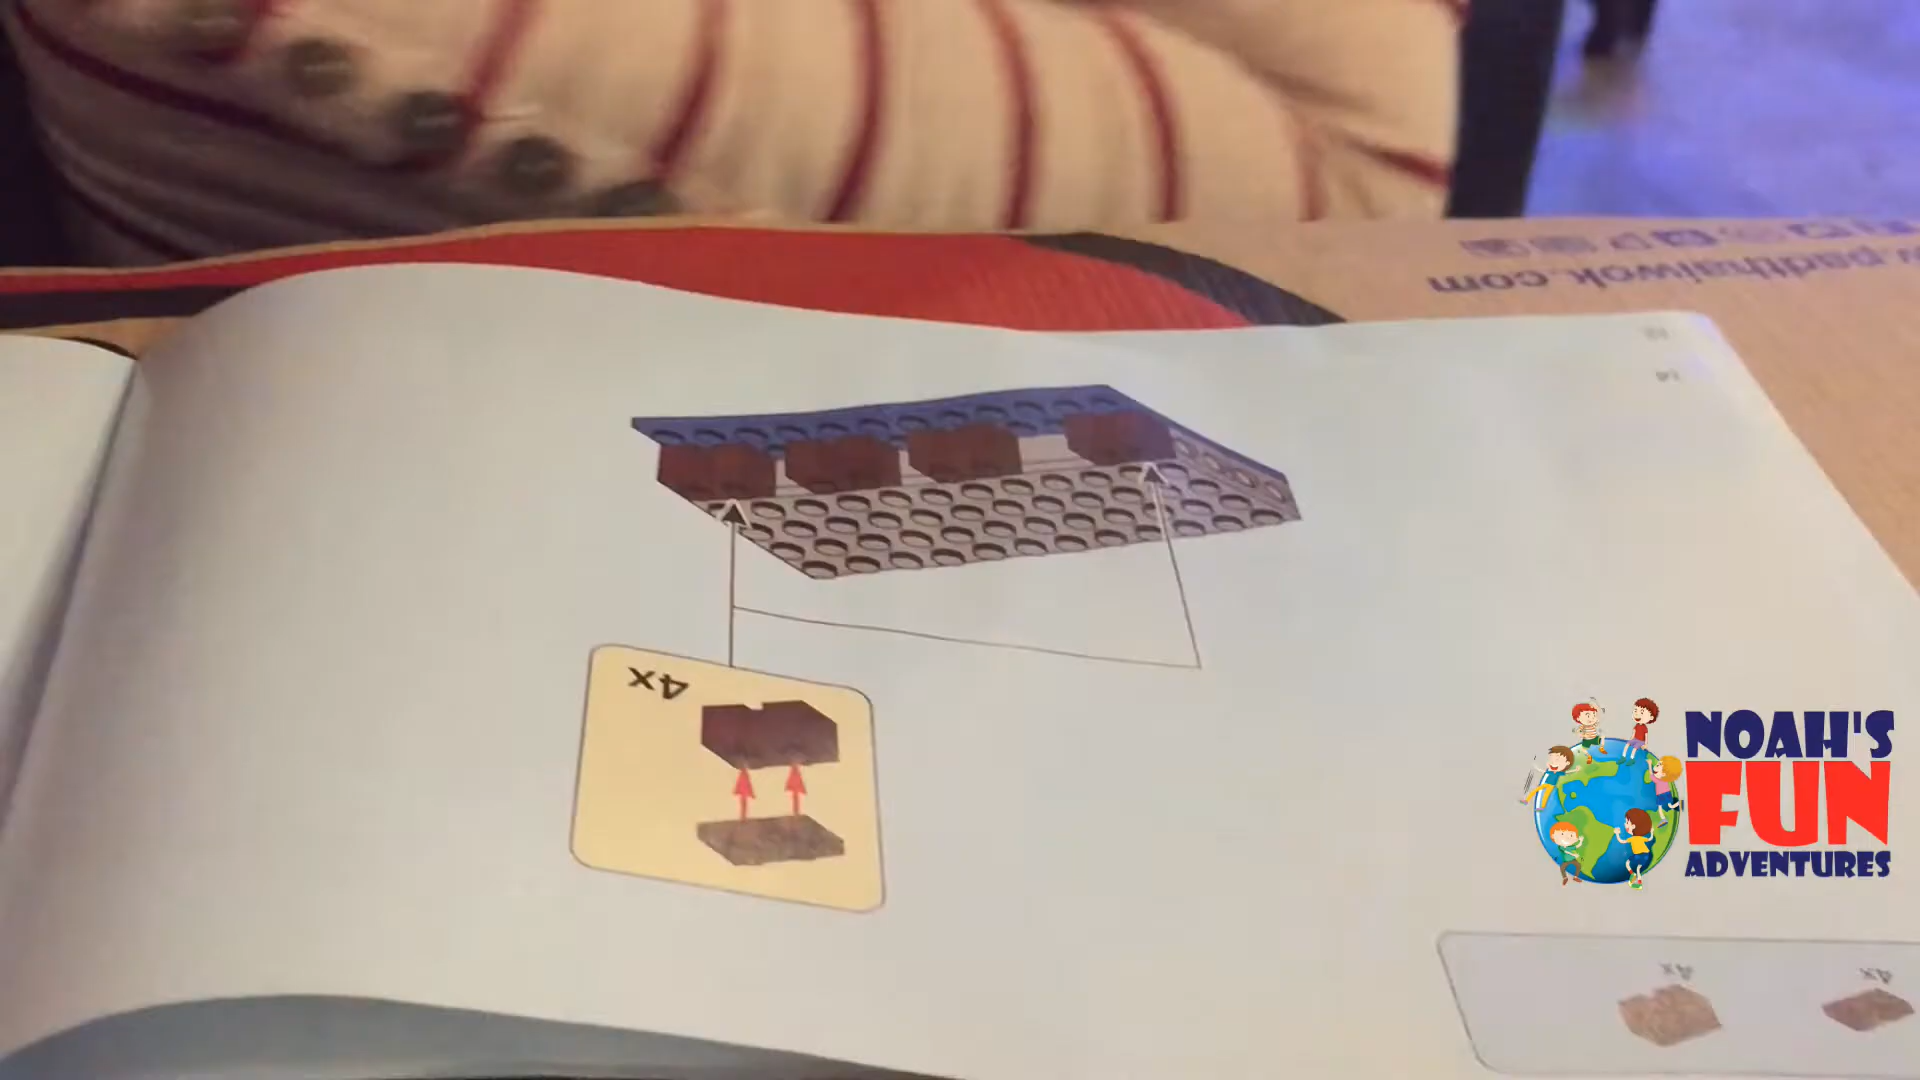 padthaiwok.com
4x
NOAH'S
FUN
ADVENTURES
4x
4x